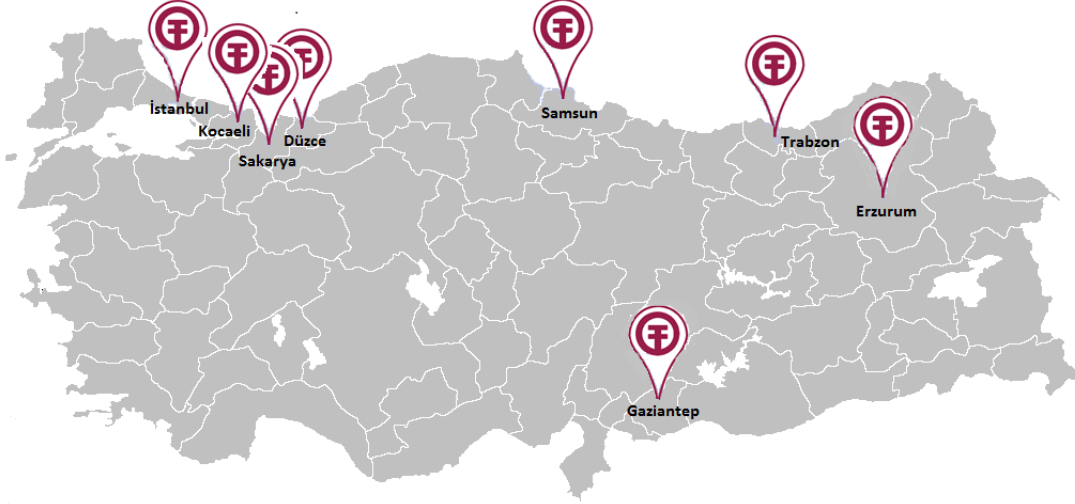 İstanbul
Kocaeli
Sakarya
Düzce
Samsun
Trabzon
Erzurum
Gaziantep